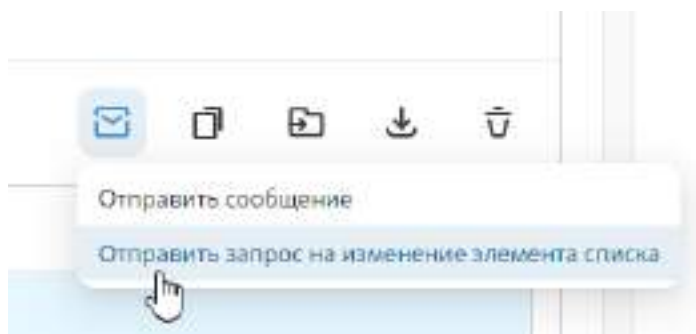 Отправить сообщение
Отправить запрос на изменение элемента списка